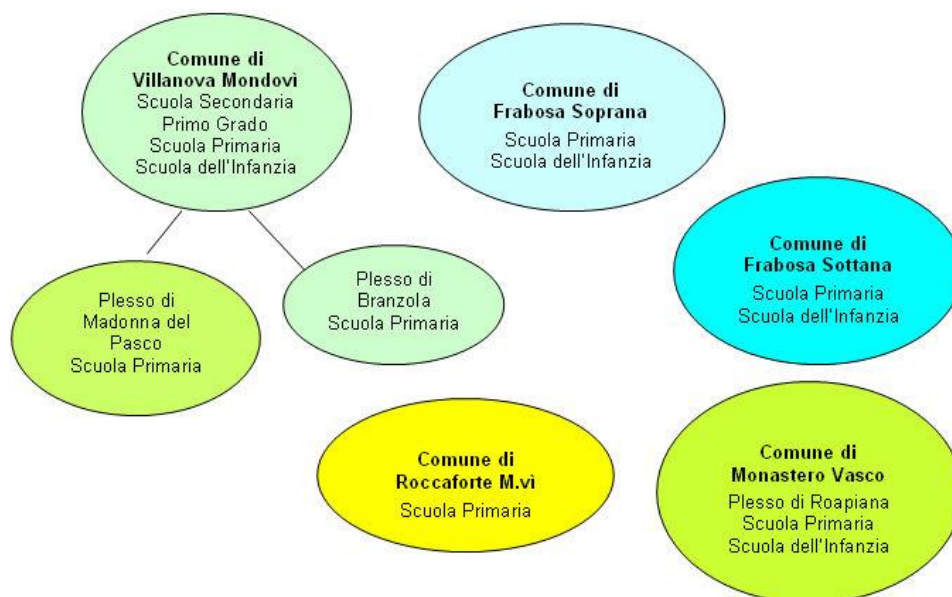 Comune di
Villanova Mondovì
Scuola Secondaria
Primo Grado
Scuola Primaria
Scuola dell'Infanzia
Comune di
Frabosa Soprana
Scuola Primaria
Scuola dell'Infanzia
Comune di
Frabosa Sottana
Scuola Primaria
Scuola dell'Infanzia
Plesso di
Madonna del
Pasco
Scuola Primaria
Plesso di
Branzola
Scuola Primaria
Comune di
Roccaforte M.vì
Scuola Primaria
Comune di
Monastero Vasco
Plesso di Roapiana
Scuola Primaria
Scuola dell'Infanzia